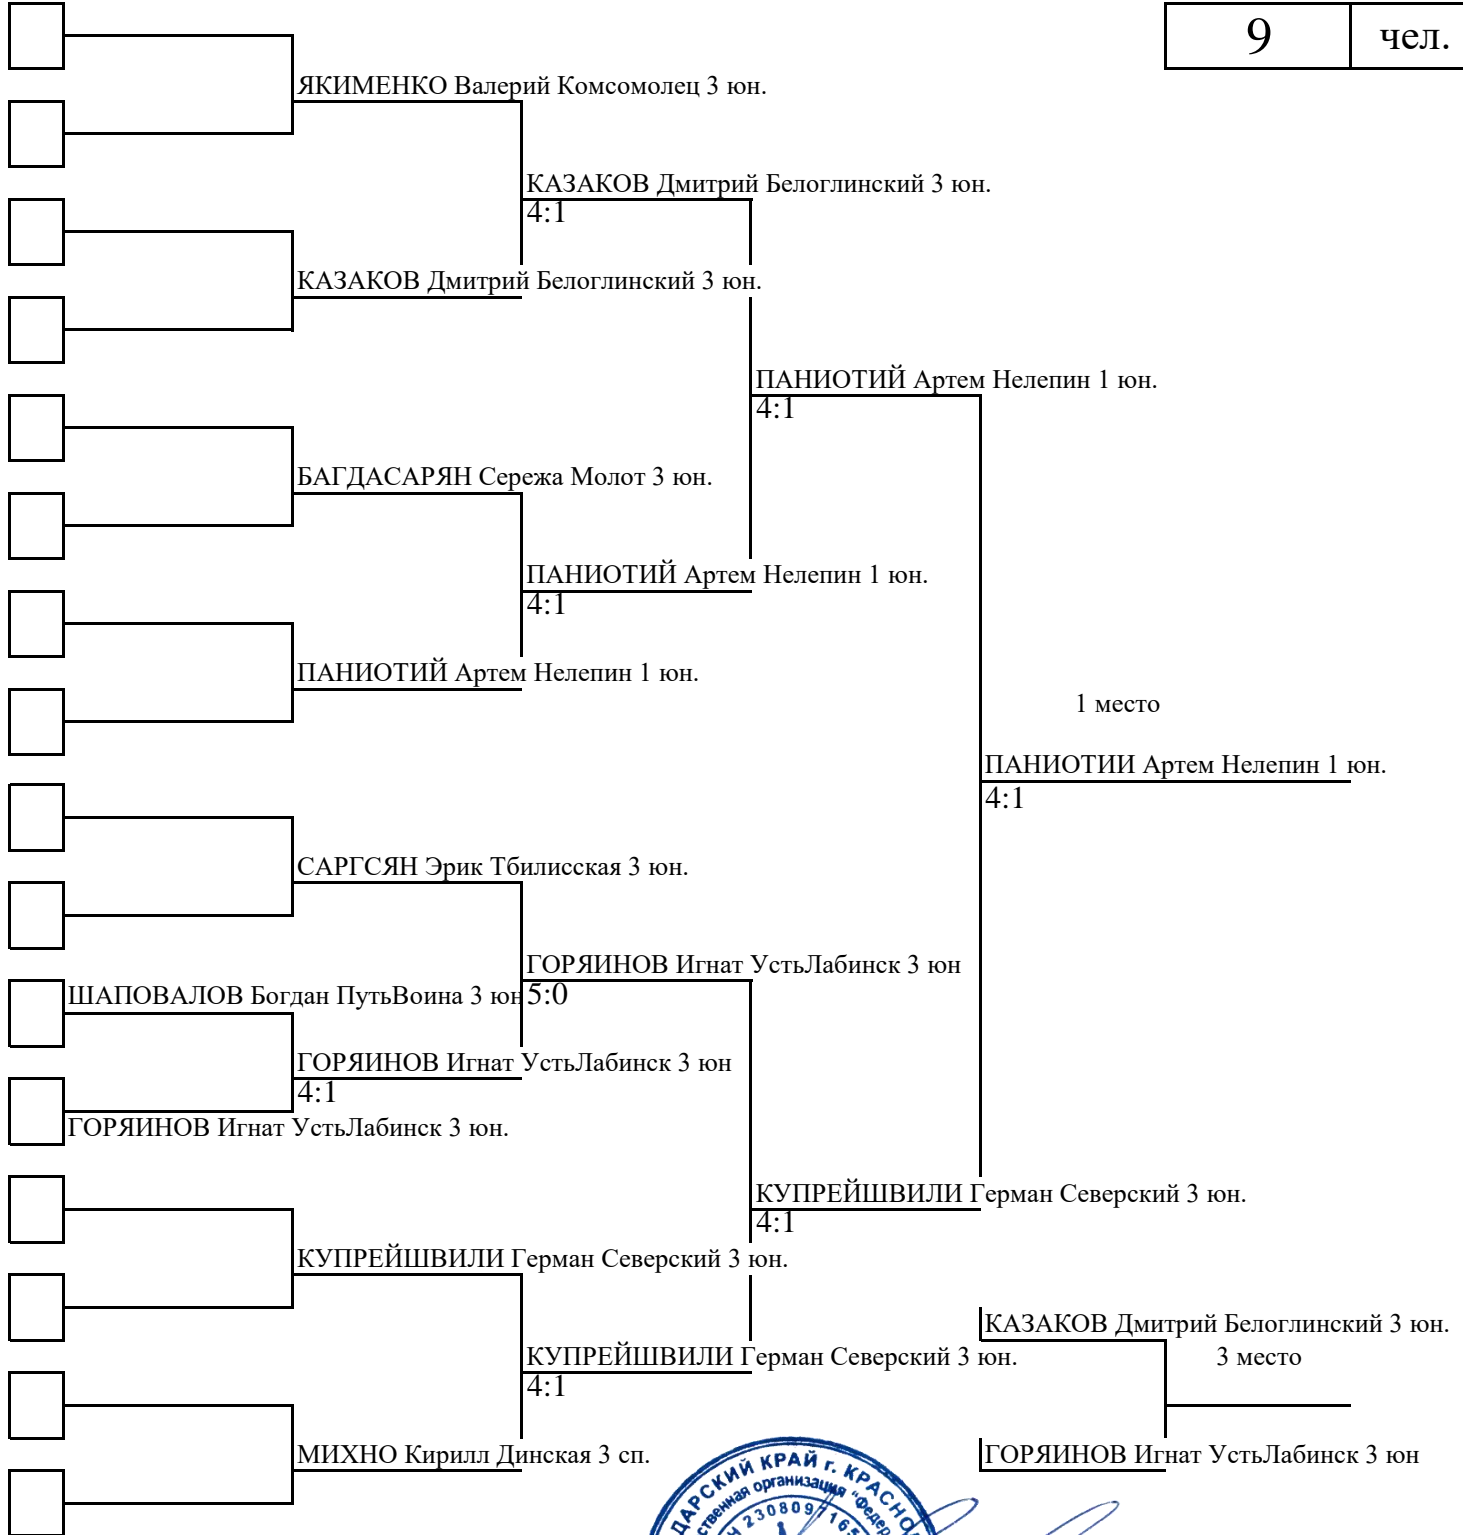 9 чел.
ЯКИМЕНКО Валерий Комсомолец 3 юн.
КАЗАКОВ Дмитрий Белоглинский 3 юн.
4:1
КАЗАКОВ Дмитрий Белоглинский 3 юн.
ПАНИОТИЙ Артем Нелепин 1 юн.
4:1
БАГДАСАРЯН Сережа Молот 3 юн.
ПАНИОТИЙ Артем Нелепин 1 юн.
4:1
ПАНИОТИЙ Артем Нелепин 1 юн.
1 место
ПАНИОТИИ Артем Нелепин 1 юн.
4:1
САРГСЯН Эрик Тбилисская 3 юн.
ГОРЯИНОВ Игнат УстьЛабинск 3 юн
ШАПОВАЛОВ Богдан ПутьВоина 3 юн
5:0
ГОРЯИНОВ Игнат УстьЛабинск 3 юн
4:1
ГОРЯИНОВ Игнат УстьЛабинск 3 юн.
КУПРЕЙШВИЛИ Герман Северский 3 юн.
4:1
КУПРЕЙШВИЛИ Герман Северский 3 юн.
КАЗАКОВ Дмитрий Белоглинский 3 юн.
КУПРЕЙШВИЛИ Герман Северский 3 юн.
3 место
4:1
МИХНО Кирилл Динская 3 сп.
ГОРЯИНОВ Игнат УстьЛабинск 3 юн
КРАЙ г.
организация